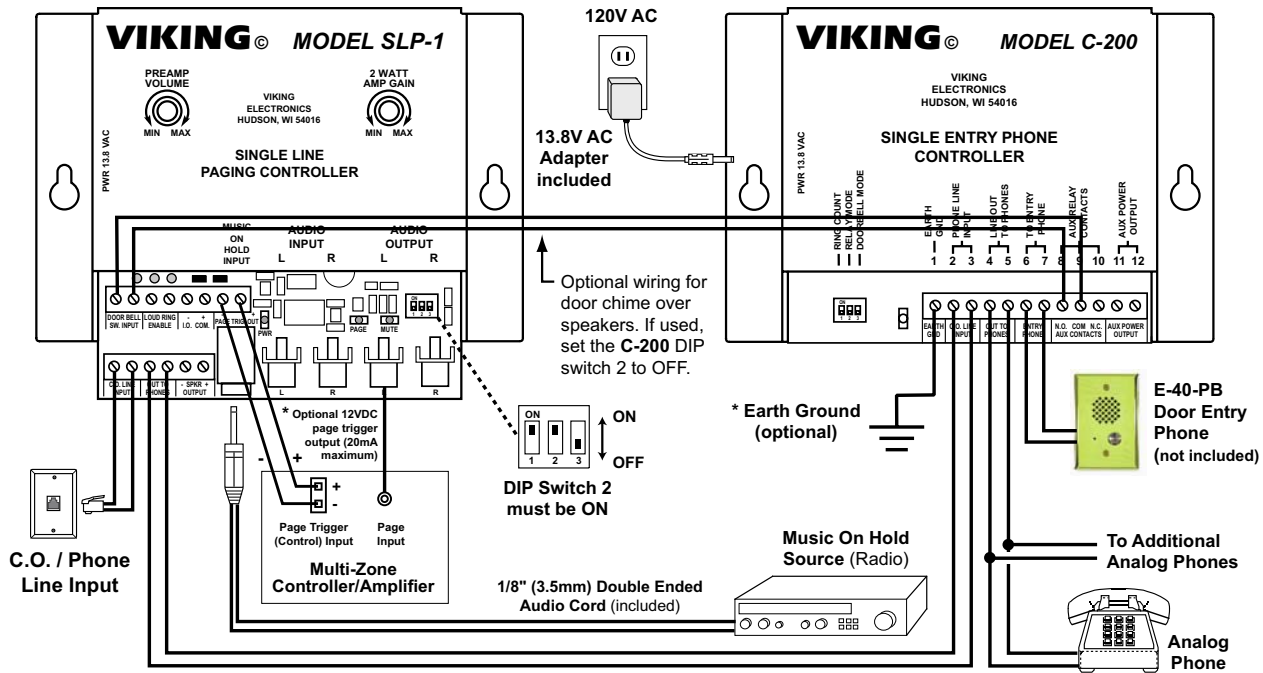 VIKING© MODEL SLP-1
PREAMP
VOLUME
MIN MAX
VIKING
ELECTRONICS
HUDSON, WI 54016
2 WATT
AMP GAIN
MIN MAX
PWR 13.8 VAC
SINGLE LINE
PAGING CONTROLLER
MUSIC
ON
HOLD
INPUT
AUDIO
INPUT
L R
AUDIO
OUTPUT
L R
DOOR BELL
SW. INPUT
LOUD RING
ENABLE
- +
I.O. COM.
- +
PAGE TRIG OUT
PWR
PAGE
MUTE
ON
1 2 3
C.O. LINE
INPUT
OUT TO
PHONES
- SPKR +
OUTPUT
L R L R
120V AC
13.8V AC
Adapter
included
VIKING© MODEL C-200
VIKING
ELECTRONICS
HUDSON, WI 54016
PWR 13.8 VAC
SINGLE ENTRY PHONE
CONTROLLER
RING COUNT
RELAY MODE
DOORBELL MODE
EARTH
GND
PHONE LINE
INPUT
LINE OUT
TO PHONES
TO ENTRY
PHONE
AUX RELAY
CONTACTS
AUX POWER
OUTPUT
1 2 3 4 5 6 7 8 9 10 11 12
ON
1 2 3
EARTH
GND
C.O. LINE
INPUT
OUT TO
PHONES
ENTRY
PHONE
N.O. COM N.C.
AUX CONTACTS
AUX POWER
OUTPUT
Optional wiring for
door chime over
speakers. If used,
set the C-200 DIP
switch 2 to OFF.
* Earth Ground
(optional)
E-40-PB
Door Entry
Phone
(not included)
* Optional 12VDC
page trigger
output (20mA
maximum)
- +
ON
1 2 3
ON
OFF
DIP Switch 2
must be ON
+
-
Page Trigger
(Control) Input
Page
Input
Multi-Zone
Controller/Amplifier
C.O. / Phone
Line Input
1/8" (3.5mm) Double Ended
Audio Cord (included)
Music On Hold
Source (Radio)
To Additional
Analog Phones
Analog
Phone